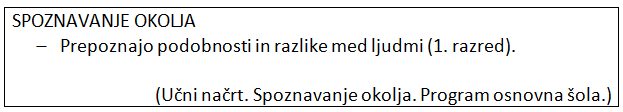 SPOZNAVANJE OKOLJA
– Prepoznajo podobnosti in razlike med ljudmi (1. razred).
(Učni načrt. Spoznavanje okolja. Program osnovna šola.)